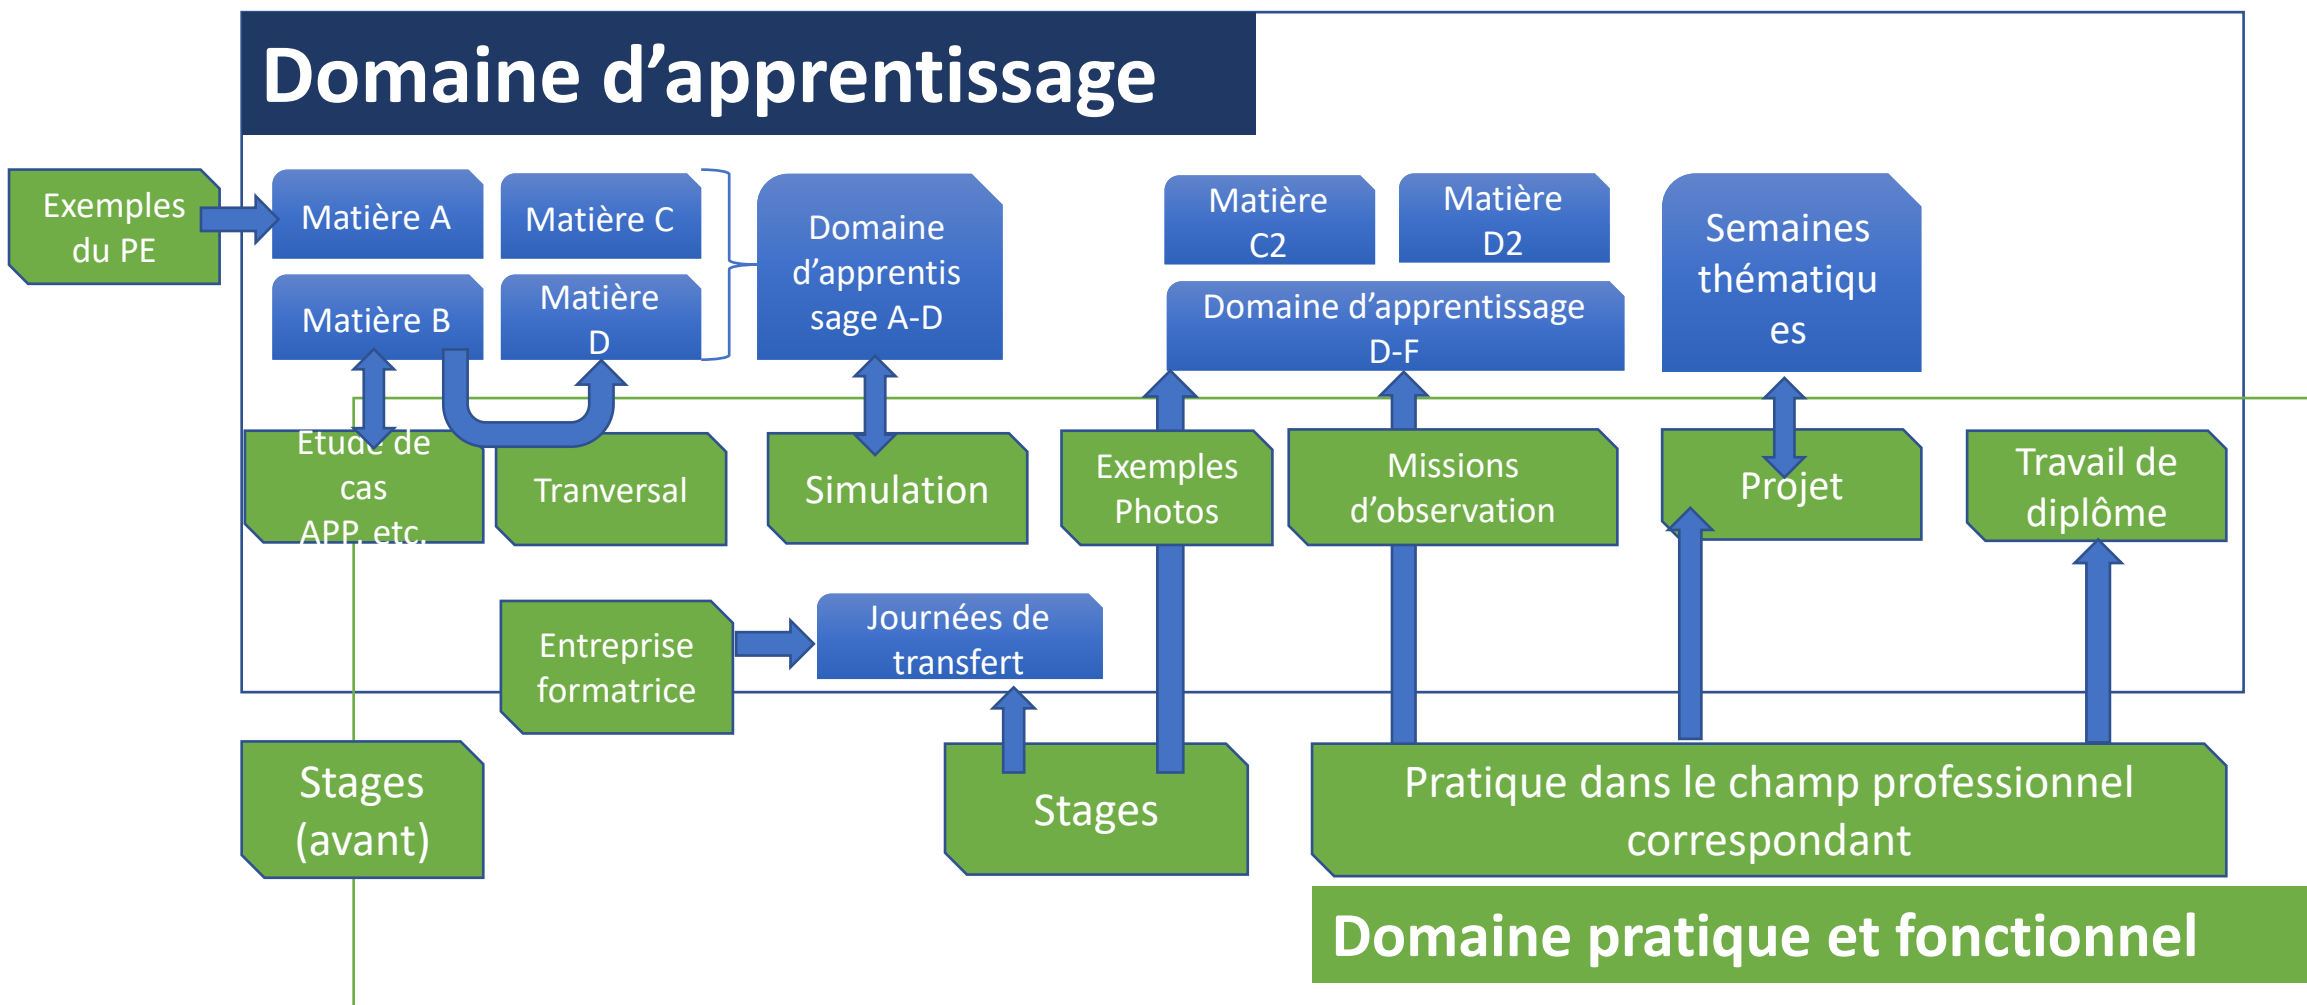 Domaine d’apprentissage
Exemples
du PE
Matière A
Matière C
Domaine
d’apprentis
sage A-D
Matière
C2
Matière
D2
Semaines
thématiqu
es
Matière B
Matière
D
Domaine d’apprentissage
D-F
Etude de
cas
APP. etc.
Tranversal
Simulation
Exemples
Photos
Missions
d’observation
Projet
Travail de
diplôme
Entreprise
formatrice
Journées de
transfert
Stages
(avant)
Stages
Pratique dans le champ professionnel
correspondant
Domaine pratique et fonctionnel